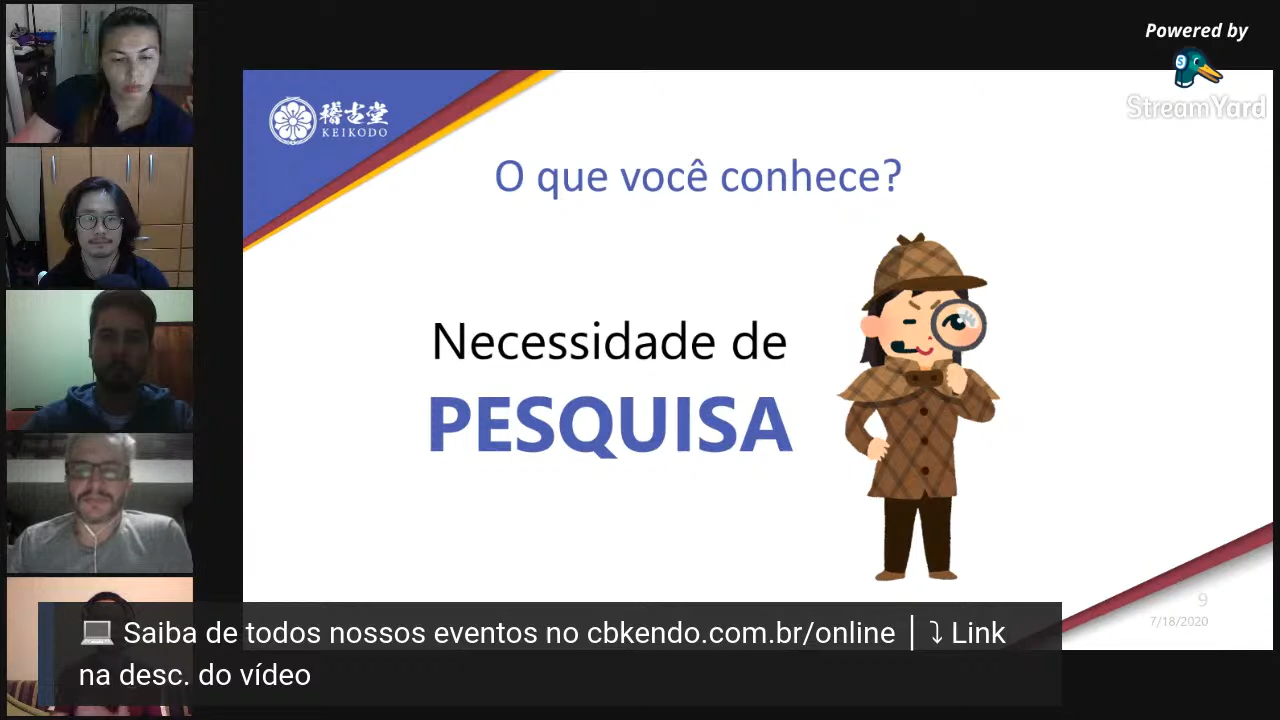 Powered by
S
StreamYard
稽古堂
KEIKODO
O que você conhece?
Necessidade de
PESQUISA
9
7/18/2020
💻 Saiba de todos nossos eventos no cbkendo.com.br/online | ⤵ Link
na desc. do vídeo